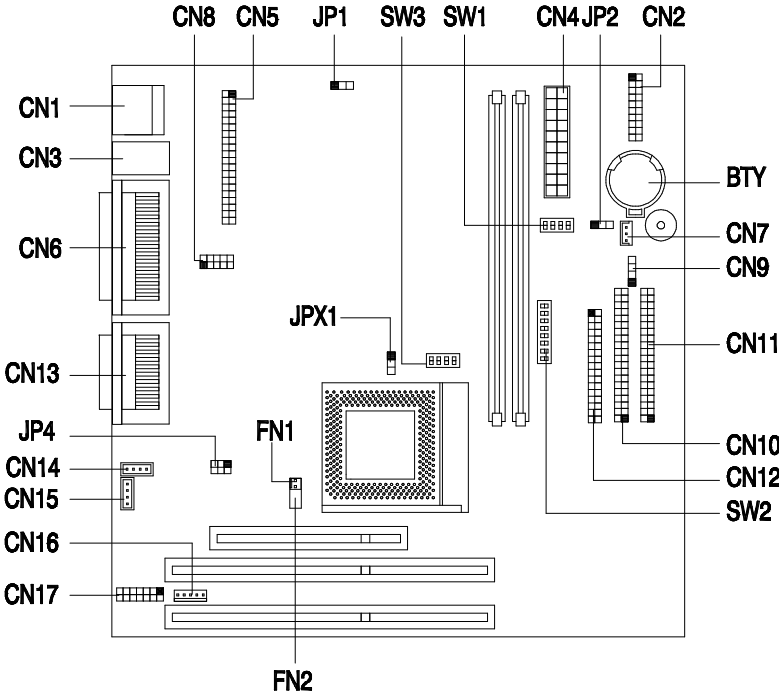 CN8 CN5 JP1 SW3 SW1 CN4 JP2 CN2
CN1
CN3
BTY
CN6
CN7
CN9
JPX1
CN11
CN13
JP4
FN1
CN10
CN14
CN12
CN15
SW2
CN16
CN17
FN2